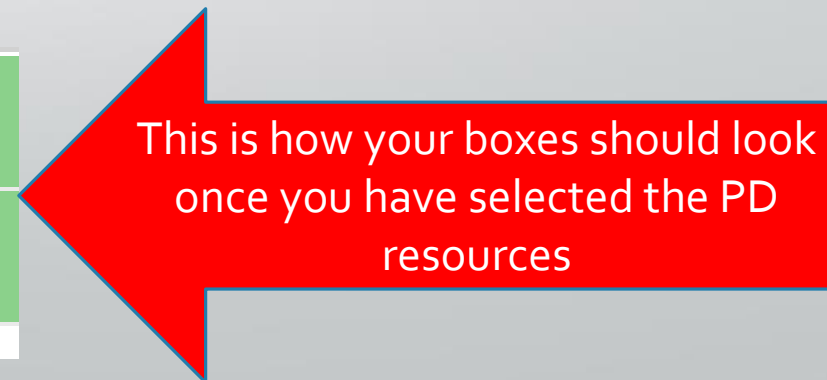 This is how your boxes should look
once you have selected the PD
resources